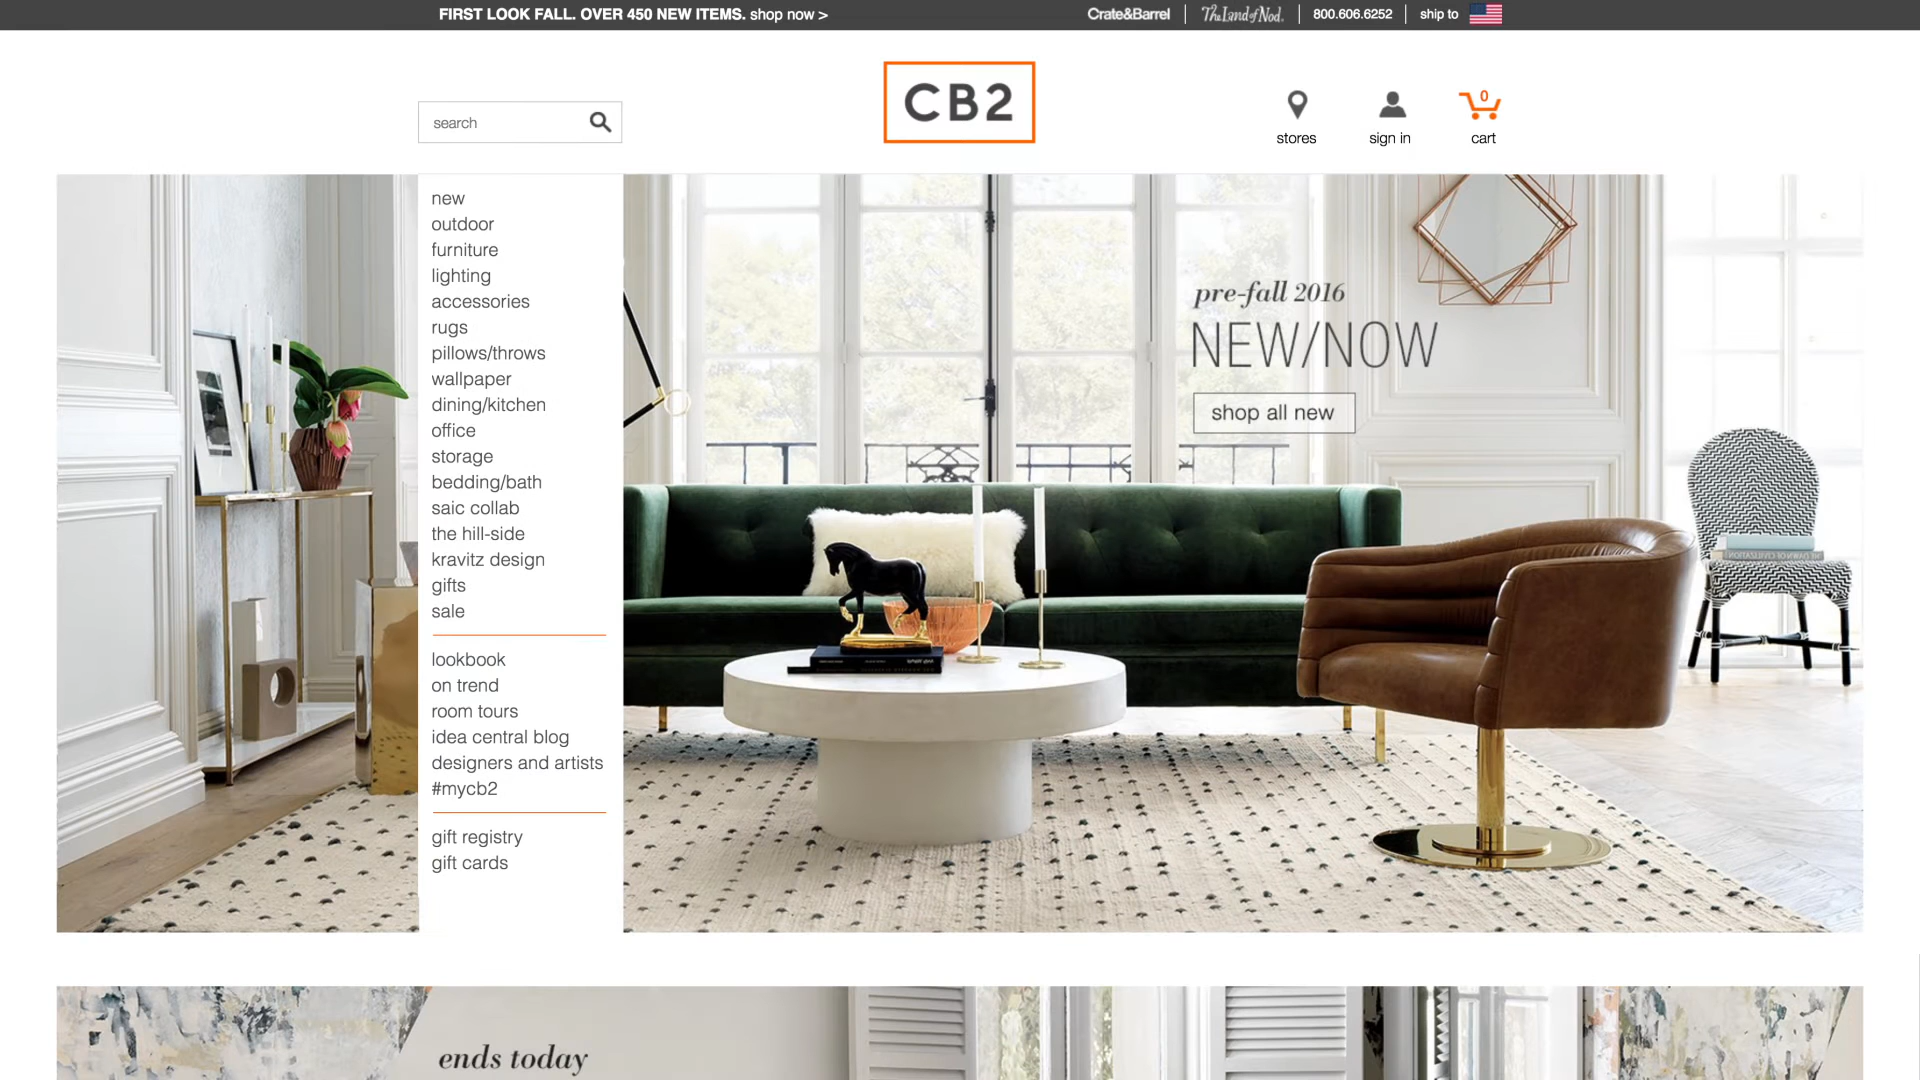 FIRST LOOK FALL. OVER 450 NEW ITEMS. shop now >
Crate&Barrel
The Land of Nod.
800.606.6252
ship to
search
CB2
stores
sign in
0
cart
new
outdoor
furniture
lighting
accessories
rugs
pillows/throws
wallpaper
dining/kitchen
office
storage
bedding/bath
saic collab
the hill-side
kravitz design
gifts
sale
lookbook
on trend
room tours
idea central blog
designers and artists
#mycb2
gift registry
gift cards
pre-fall 2016
NEW/NOW
shop all new
ends today